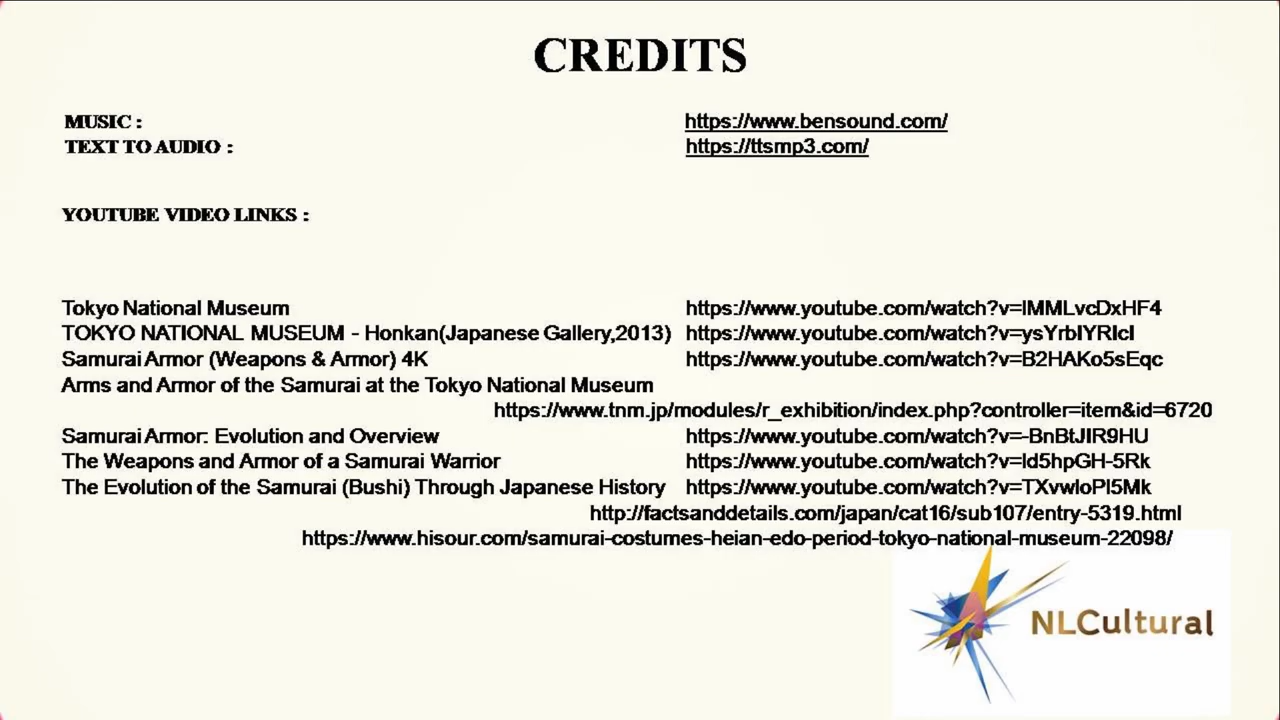 CREDITS
MUSIC : https://www.bensound.com/
TEXT TO AUDIO : https://ttsmp3.com/
YOUTUBE VIDEO LINKS :
Tokyo National Museum https://www.youtube.com/watch?v=IMMLvcDxHF4
TOKYO NATIONAL MUSEUM - Honkan(Japanese Gallery,2013) https://www.youtube.com/watch?v=ysYrbIYRIcI
Samurai Armor (Weapons & Armor) 4K https://www.youtube.com/watch?v=B2HAKo5sEqc
Arms and Armor of the Samurai at the Tokyo National Museum
https://www.tnm.jp/modules/r_exhibition/index.php?controller=item&id=6720
Samurai Armor: Evolution and Overview https://www.youtube.com/watch?v=-BnBtJIR9HU
The Weapons and Armor of a Samurai Warrior https://www.youtube.com/watch?v=Id5hpGH-5Rk
The Evolution of the Samurai (Bushi) Through Japanese History https://www.youtube.com/watch?v=TXvwIoPI5Mk
http://factsanddetails.com/japan/cat16/sub107/entry-5319.html
https://www.hisour.com/samurai-costumes-heian-edo-period-tokyo-national-museum-22098/
NLCultural